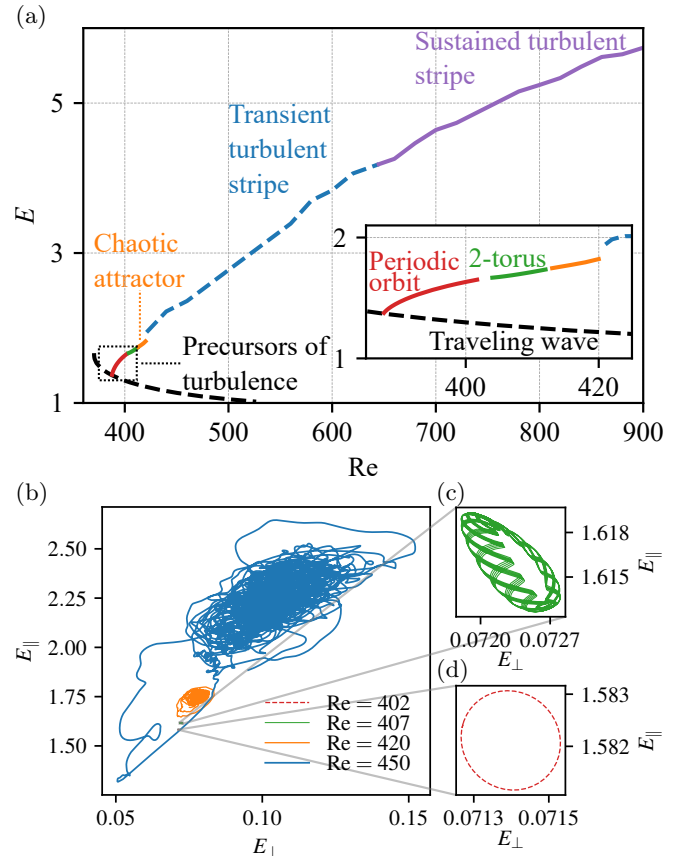 (a)
Sustained turbulent
stripe
Transient
turbulent
stripe
Chaotic
attractor
Precursors of
turbulence
E
5
3
1
400
500
600
700
800
900
Re
2
1
Periodic
orbit
2-torus
Traveling wave
400
420
(b)
2.50
2.25
2.00
1.75
1.50
E∥
0.05
0.10
0.15
E⊥
Re = 402
Re = 407
Re = 420
Re = 450
(c)
1.618
1.615
E∥
0.0720
0.0727
E⊥
(d)
1.583
1.582
E∥
0.0713
0.0715
E⊥